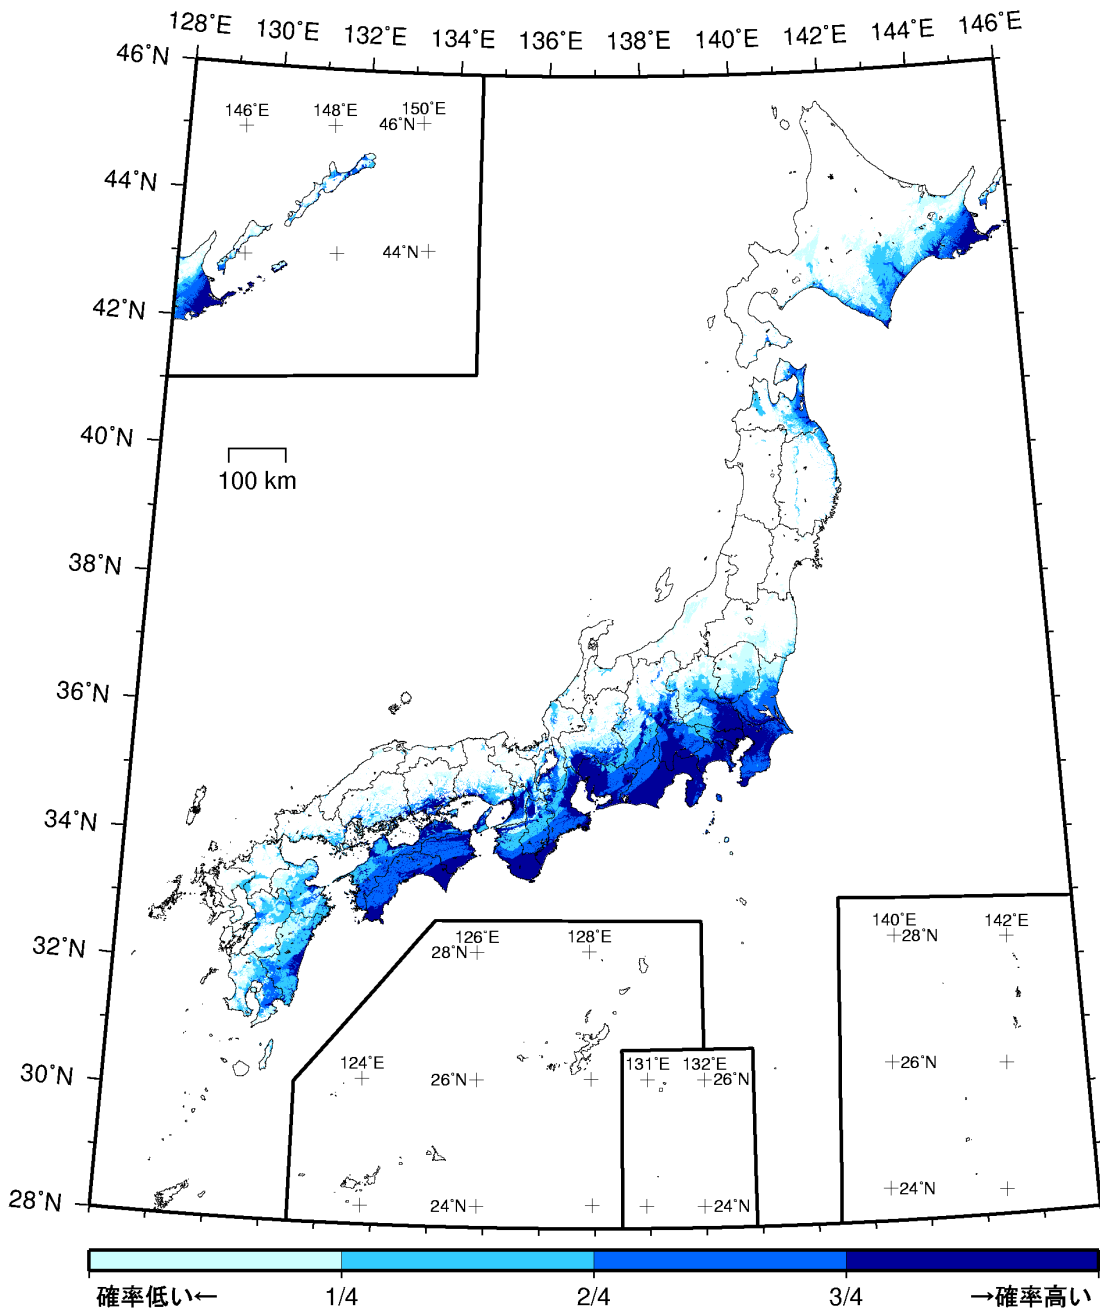 128°E 130°E 132°E 134°E 136°E 138°E 140°E 142°E 144°E 146°E
46°N
146°E 148°E 150°E
46°N
44°N
44°N
42°N
40°N
100 km
38°N
36°N
34°N
32°N
126°E 128°E
28°N
140°E 142°E
28°N
30°N
124°E
26°N
131°E 132°E
26°N
26°N
28°N
24°N
24°N
24°N
確率低い← 1/4 2/4 3/4 →確率高い